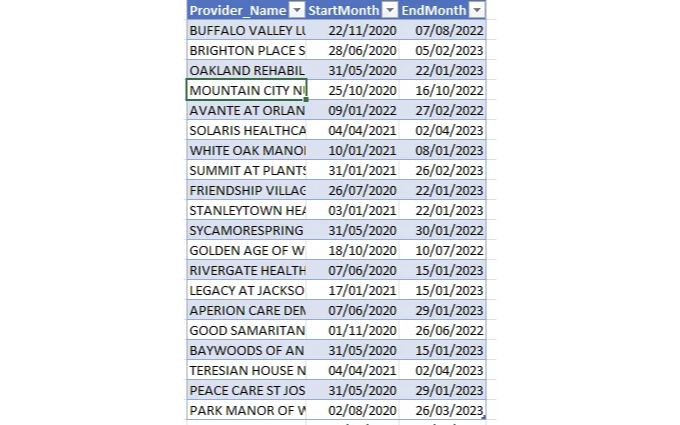 Provider_Name StartMonth EndMonth
BUFFALO VALLEY LU 22/11/2020 07/08/2022
BRIGHTON PLACE S 28/06/2020 05/02/2023
OAKLAND REHABIL 31/05/2020 22/01/2023
MOUNTAIN CITY NU 25/10/2020 16/10/2022
AVANTE AT ORLAN 09/01/2022 27/02/2022
SOLARIS HEALTHCA 04/04/2021 02/04/2023
WHITE OAK MANOR 10/01/2021 08/01/2023
SUMMIT AT PLANTS 31/01/2021 26/02/2023
FRIENDSHIP VILLAG 26/07/2020 22/01/2023
STANLEYTOWN HEA 03/01/2021 22/01/2023
SYCAMORESPRING 31/05/2020 30/01/2022
GOLDEN AGE OF W 18/10/2020 10/07/2022
RIVERGATE HEALTH 07/06/2020 15/01/2023
LEGACY AT JACKSO 17/01/2021 15/01/2023
APERION CARE DEM 07/06/2020 29/01/2023
GOOD SAMARITAN 01/11/2020 26/06/2022
BAYWOODS OF AN 31/05/2020 15/01/2023
TERESIAN HOUSE N 04/04/2021 02/04/2023
PEACE CARE ST JOS 31/05/2020 29/01/2023
PARK MANOR OF W 02/08/2020 26/03/2023